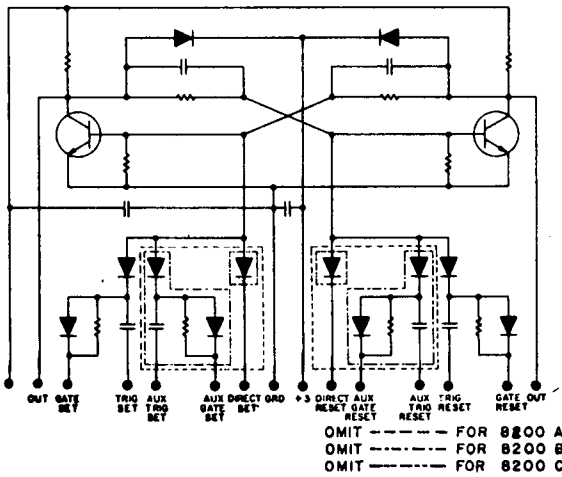 OUT
GATE SET
TRIG SET
AUX TRIG SET
AUX GATE SET
DIRECT SET
GRD
+3
DIRECT RESET
AUX GATE RESET
AUX TRIG RESET
TRIG RESET
GATE RESET
OUT
OMIT FOR 8200 A
OMIT FOR 8200 B
OMIT FOR 8200 C